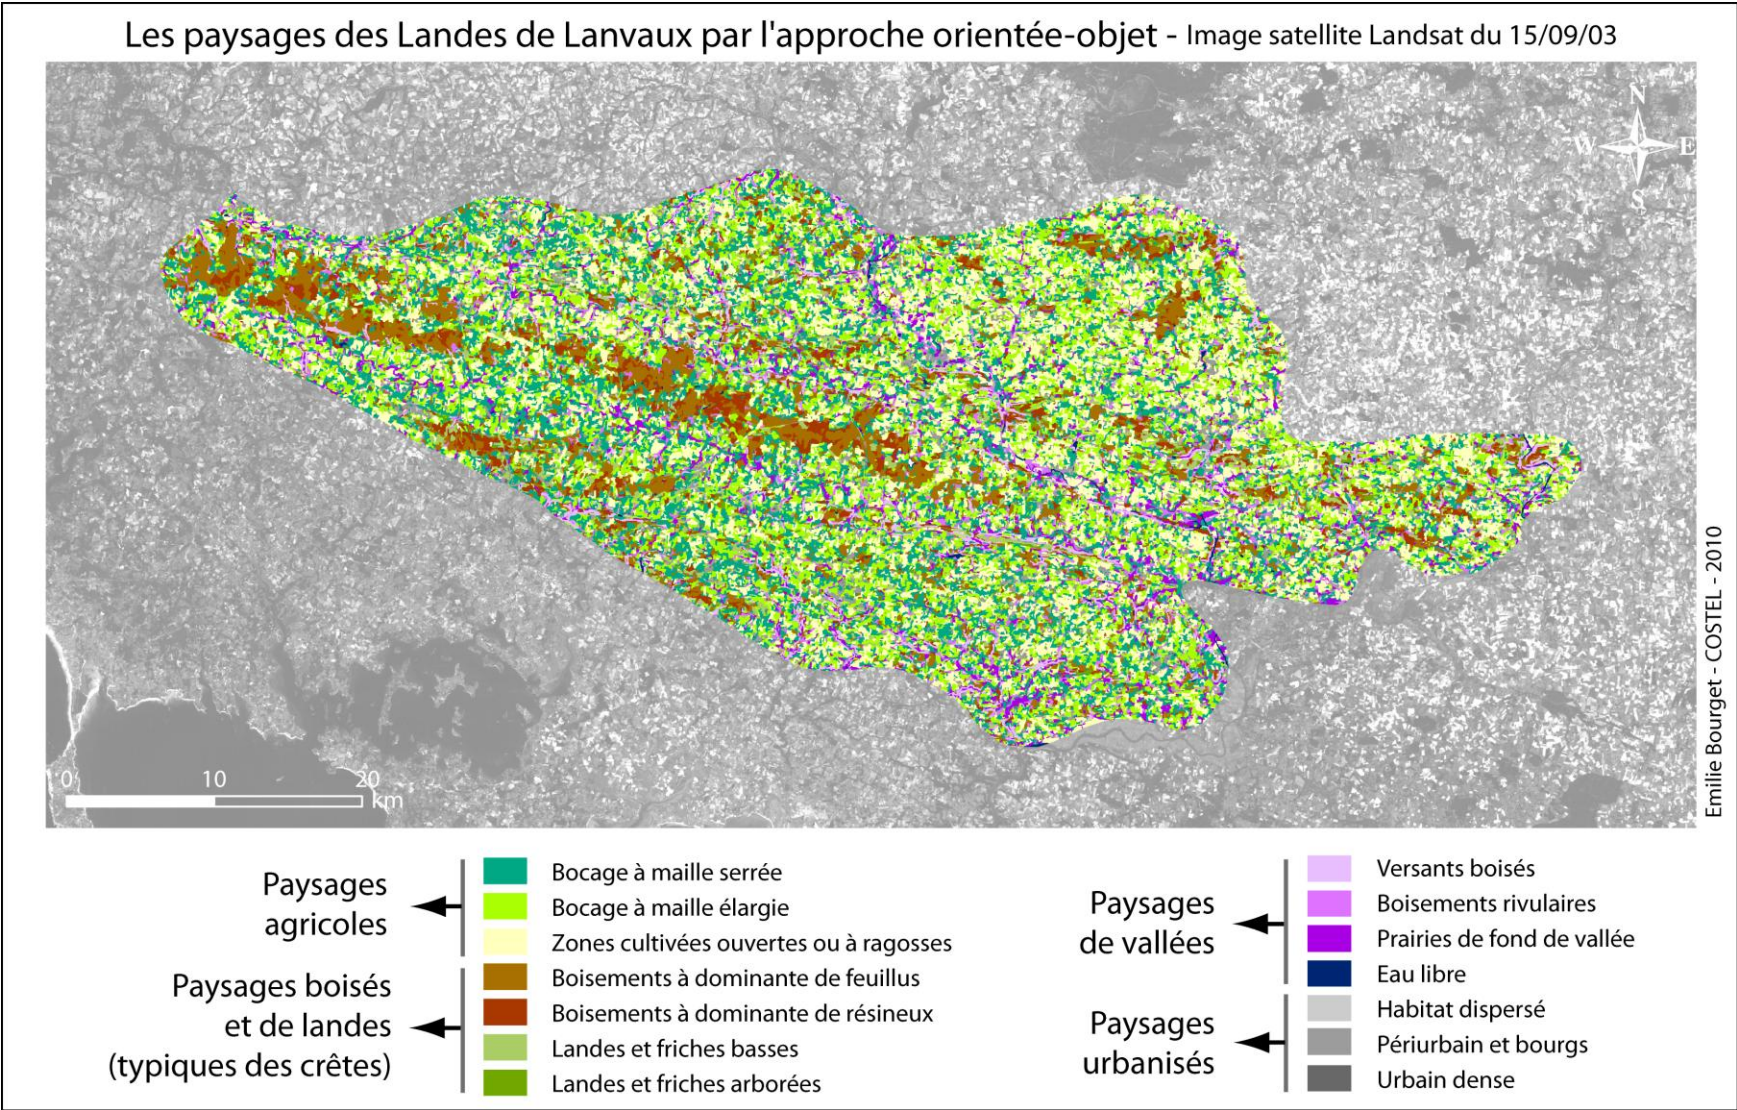 Les paysages des Landes de Lanvaux par l'approche orientée-objet - Image satellite Landsat du 15/09/03
N
W E
S
0 10 20
km
Emilie Bourget - COSTEL - 2010
Paysages
agricoles
Bocage à maille serrée
Bocage à maille élargie
Zones cultivées ouvertes ou à ragosses
Paysages boisés
et de landes
(typiques des crêtes)
Boisements à dominante de feuillus
Boisements à dominante de résineux
Landes et friches basses
Landes et friches arborées
Paysages
de vallées
Versants boisés
Boisements rivulaires
Prairies de fond de vallée
Eau libre
Paysages
urbanisés
Habitat dispersé
Périurbain et bourgs
Urbain dense